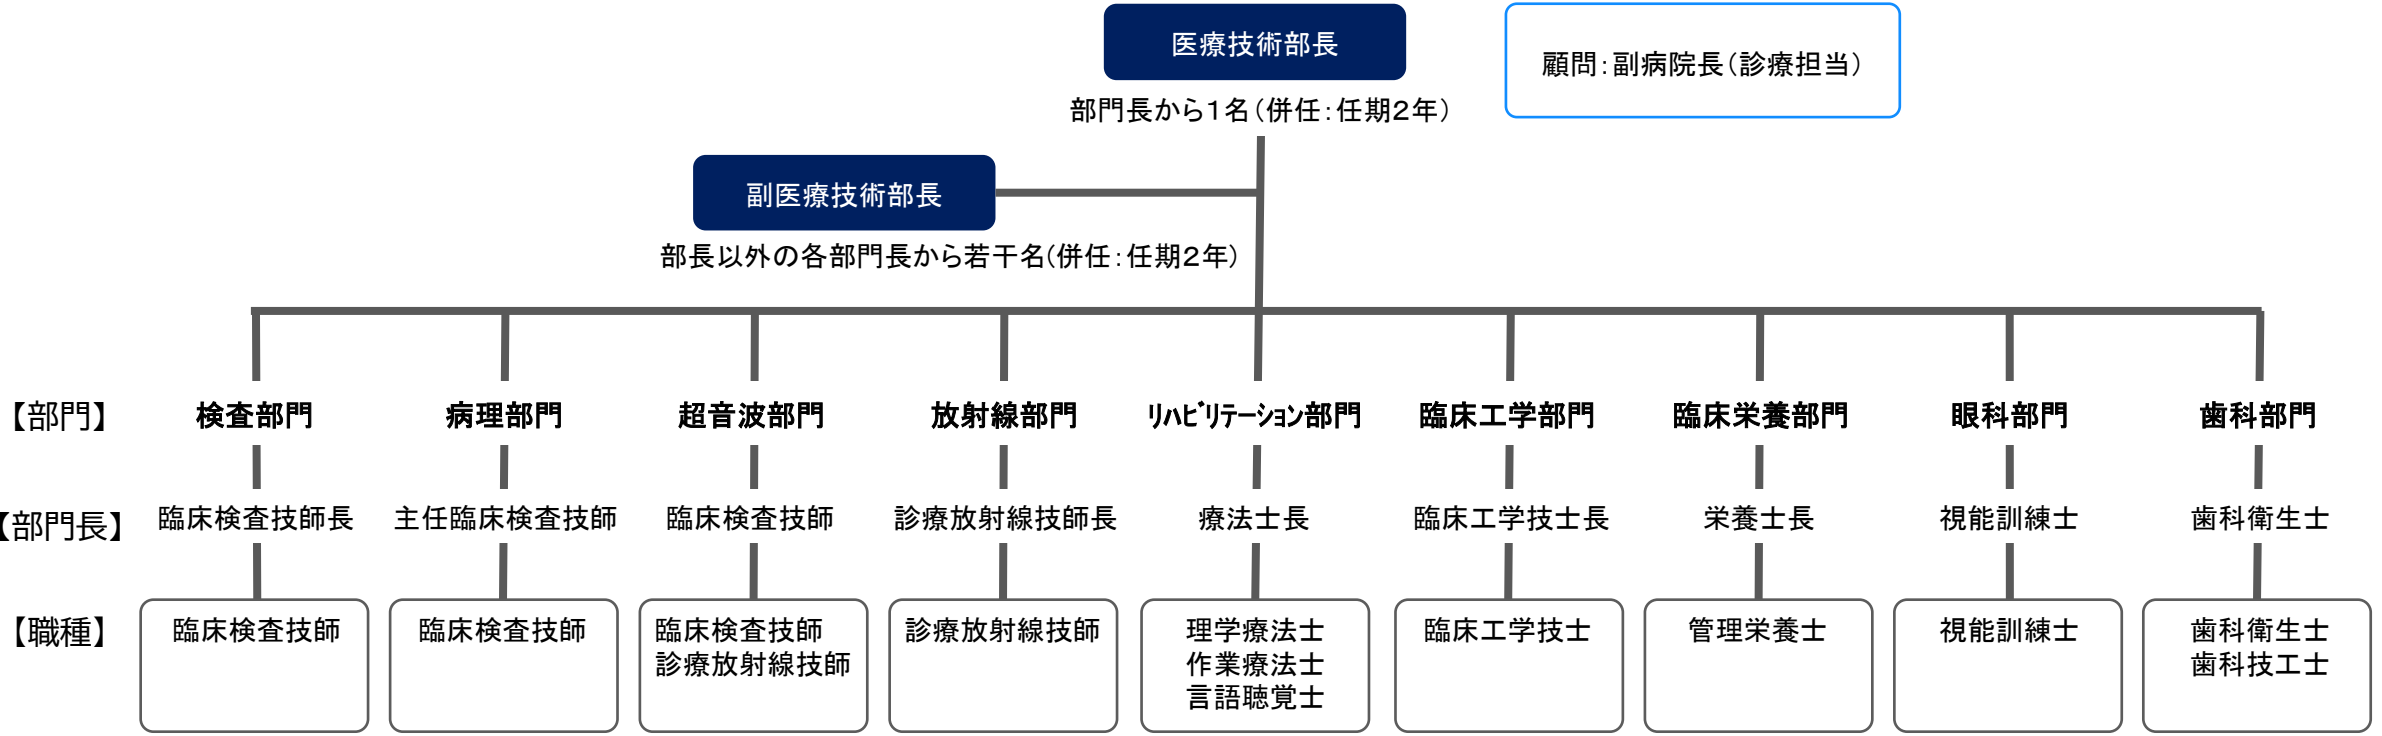 医療技術部長
顧問：副病院長（診療担当）
部門長から１名（併任：任期２年）
副医療技術部長
部長以外の各部門長から若干名(併任：任期２年)
【部門】 検査部門 病理部門 超音波部門 放射線部門 ﾘﾊﾋﾞﾘﾃｰｼｮﾝ部門 臨床工学部門 臨床栄養部門 眼科部門 歯科部門
【部門長】 臨床検査技師長 主任臨床検査技師 臨床検査技師 診療放射線技師長 療法士長 臨床工学技士長 栄養士長 視能訓練士 歯科衛生士
【職種】 臨床検査技師 臨床検査技師 臨床検査技師 診療放射線技師 理学療法士 臨床工学技士 管理栄養士 視能訓練士 歯科衛生士
診療放射線技師 作業療法士 歯科技工士
言語聴覚士